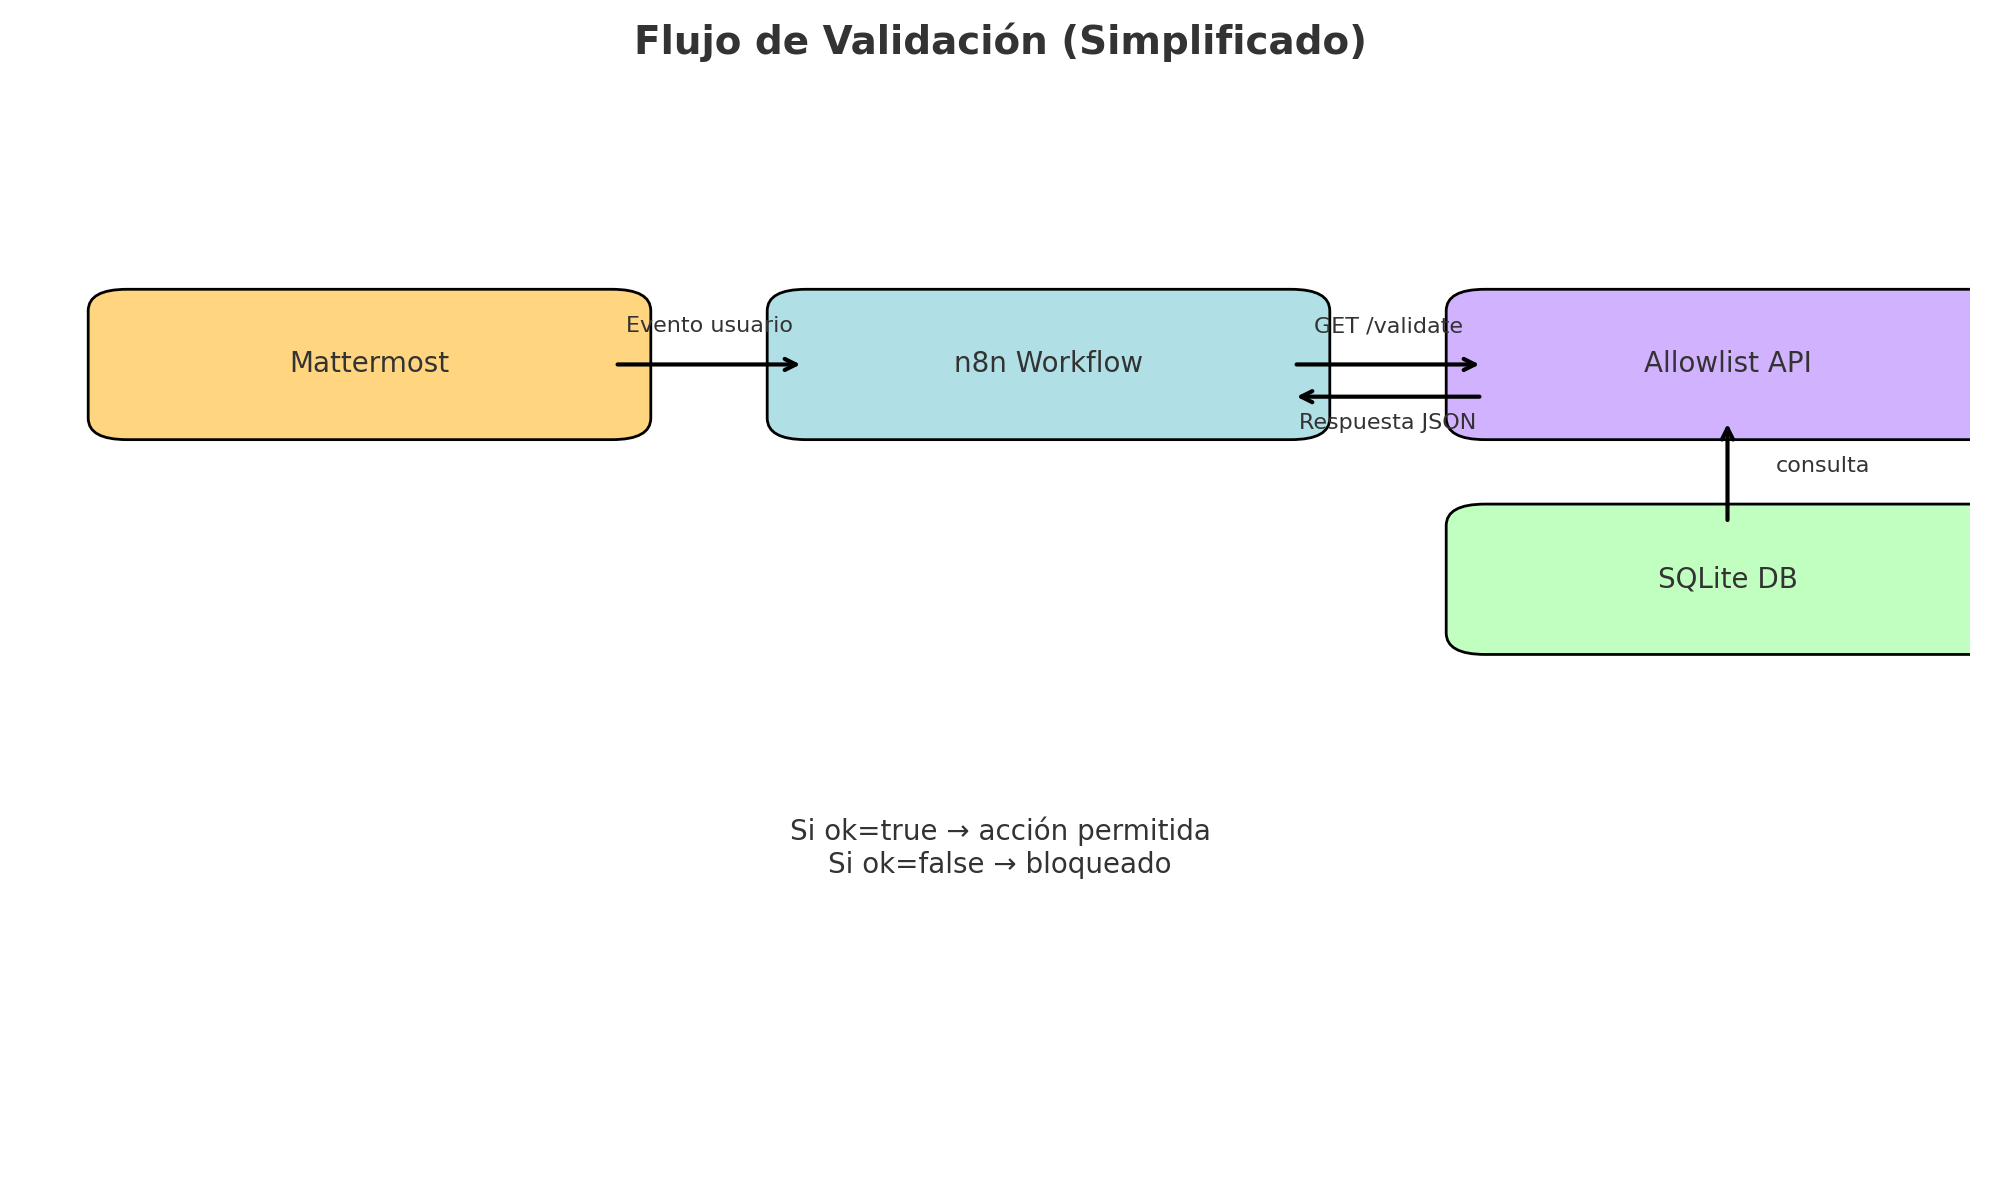 Flujo de Validación (Simplificado)
Evento usuario
GET /validate
Mattermost
n8n Workflow
Allowlist API
Respuesta JSON
consulta
SQLite DB
Si ok=true → acción permitida
Si ok=false → bloqueado